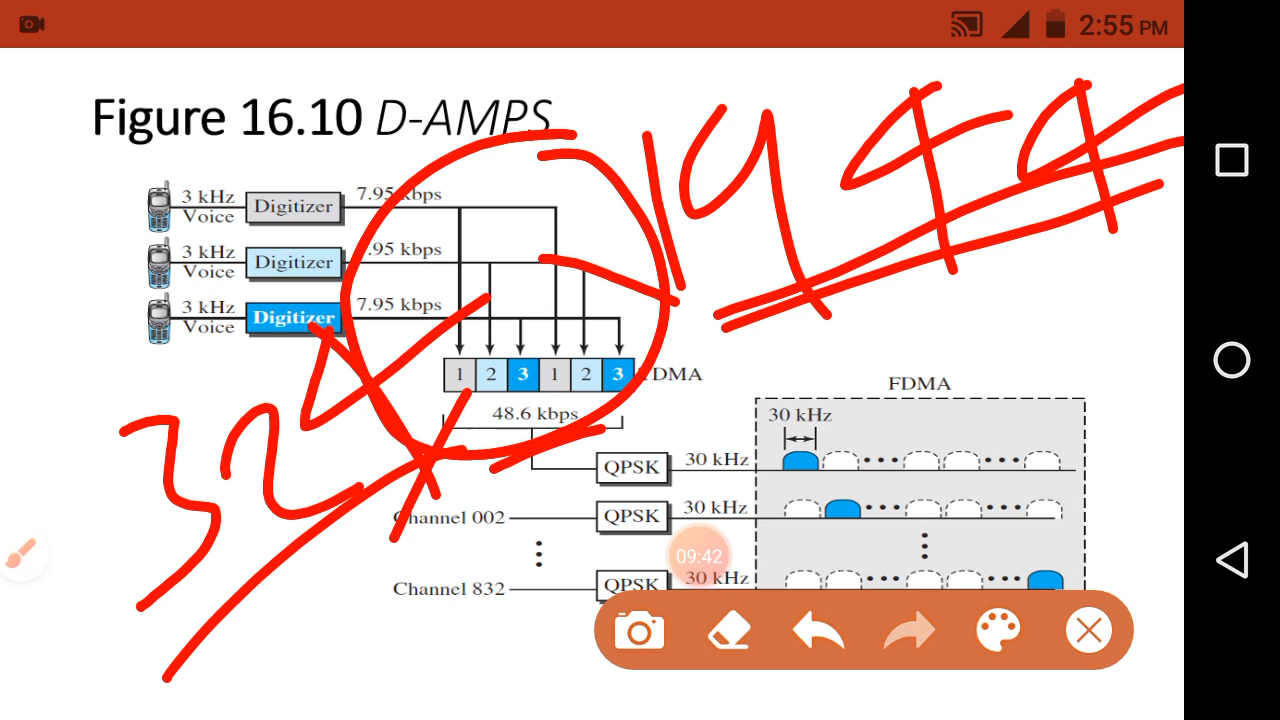 2:55 PM
Figure 16.10 D-AMPS
1944
3 kHz
Voice
Digitizer
7.95 kbps
3 kHz
Voice
Digitizer
.95 kbps
3 kHz
Voice
Digitizer
7.95 kbps
324
1 2 3 1 2 3 TDMA
48.6 kbps
FDMA
30 kHz
QPSK 30 kHz
Channel 002 QPSK 30 kHz
09:42
Channel 832 QPSK 30 kHz